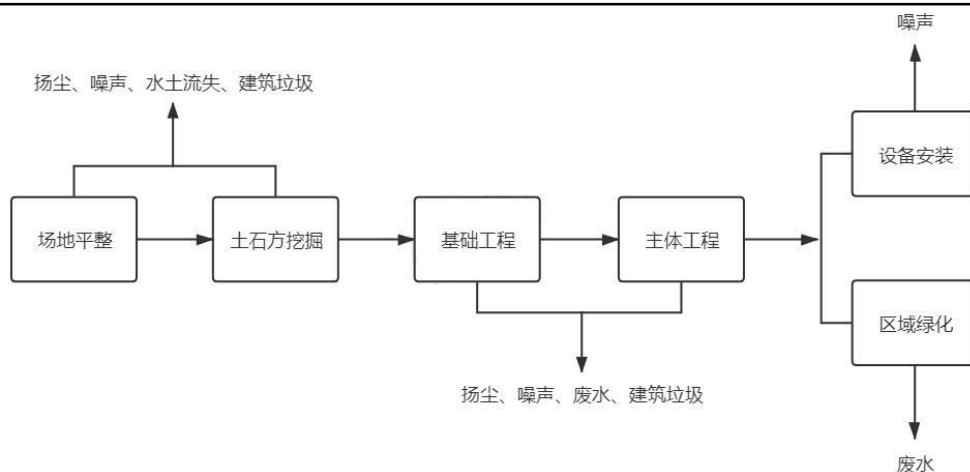 噪声
扬尘、噪声、水土流失、建筑垃圾
设备安装
场地平整
土石方挖掘
基础工程
主体工程
区域绿化
扬尘、噪声、废水、建筑垃圾
废水